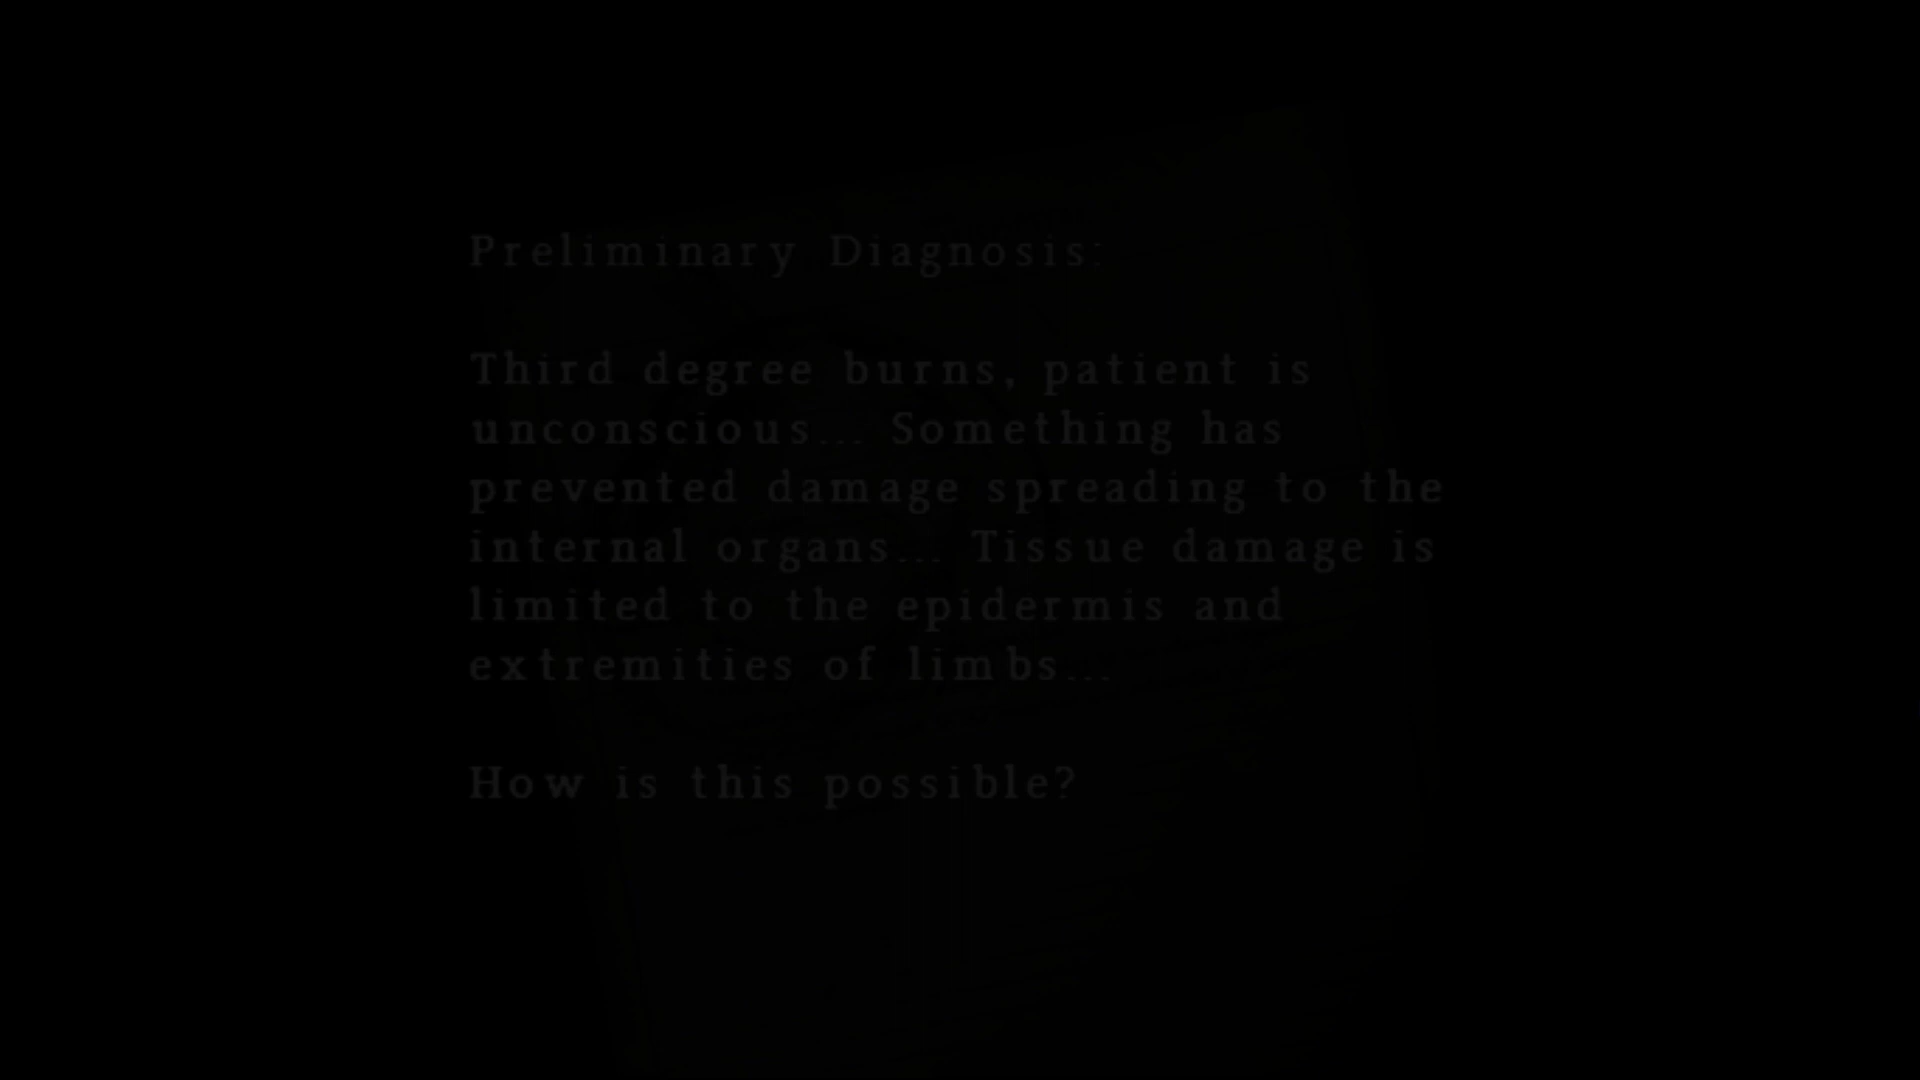 Preliminary Diagnosis:
Third degree burns, patient is
unconscious... Something has
prevented damage spreading to the
internal organs... Tissue damage is
limited to the epidermis and
extremities of limbs...
How is this possible?